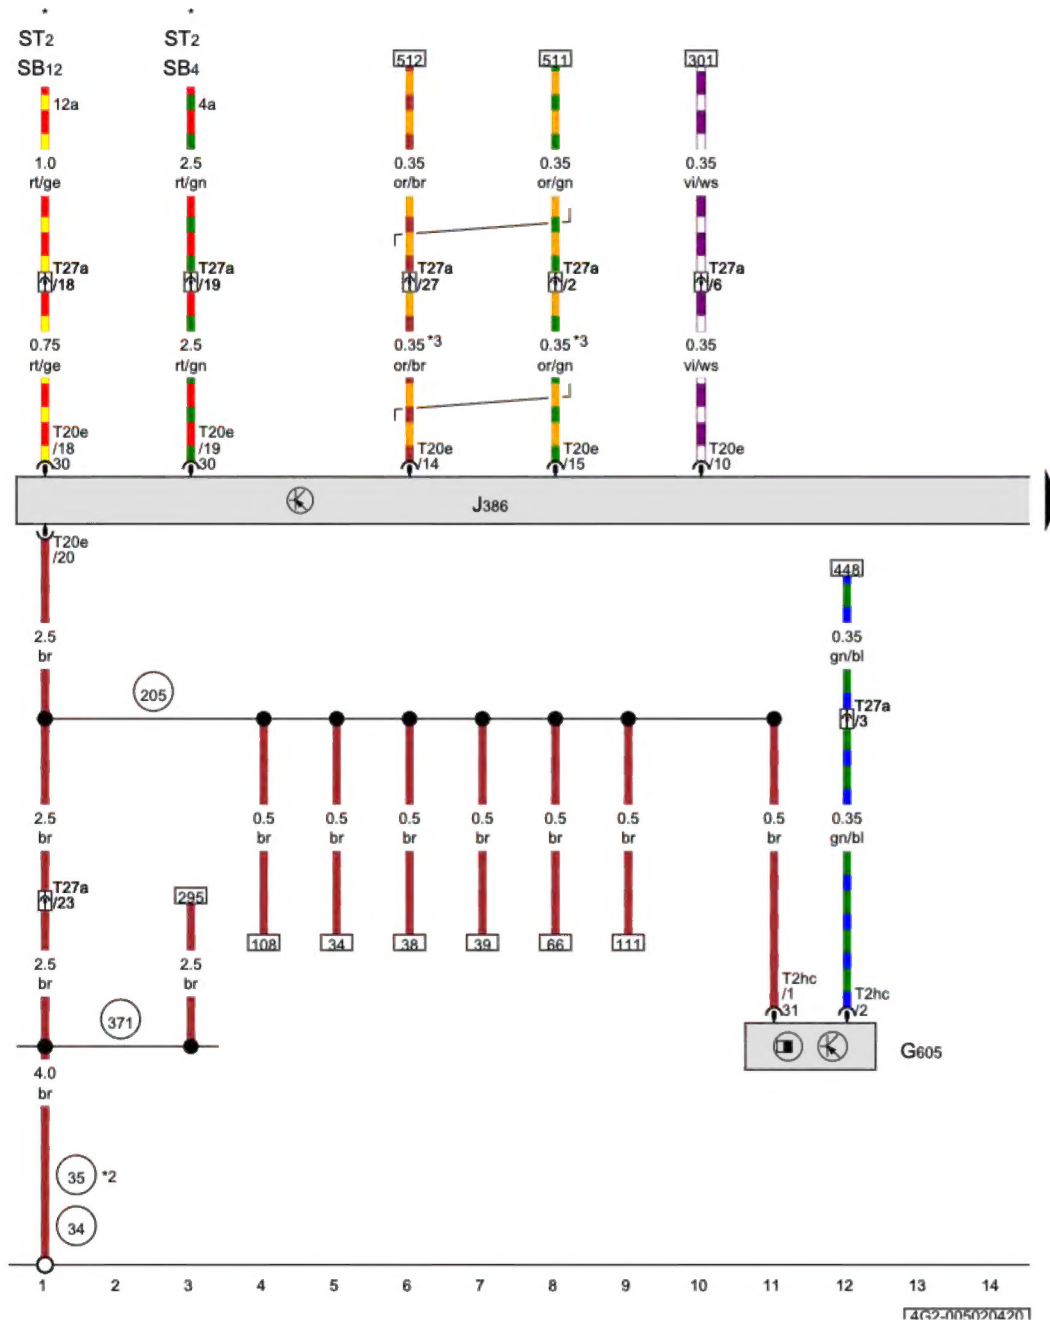 * *
ST2 ST2
SB12 SB4 512 511 301
12a 4a
1.0 2.5 0.35 0.35 0.35
rt/ge rt/gn or/br or/gn vi/ws
T27a T27a T27a T27a T27a
/18 /19 /27 /2 /6
0.75 2.5 0.35 *3 0.35 *3 0.35
rt/ge rt/gn or/br or/gn vi/ws
T20e T20e T20e T20e T20e
/18 /19 /14 /15 /10
30 30
J386
T20e
/20
448
2.5 0.35
br gn/bl
205
T27a
/3
2.5 0.5 0.5 0.5 0.5 0.5 0.5 0.5 0.35
br br br br br br br br gn/bl
T27a
/23 295
108 34 38 39 66 111
2.5 2.5
br br
T2hc T2hc
/1 /2
31
371
G605
4.0
br
35 *2
34
1 2 3 4 5 6 7 8 9 10 11 12 13 14
4G2-005020420